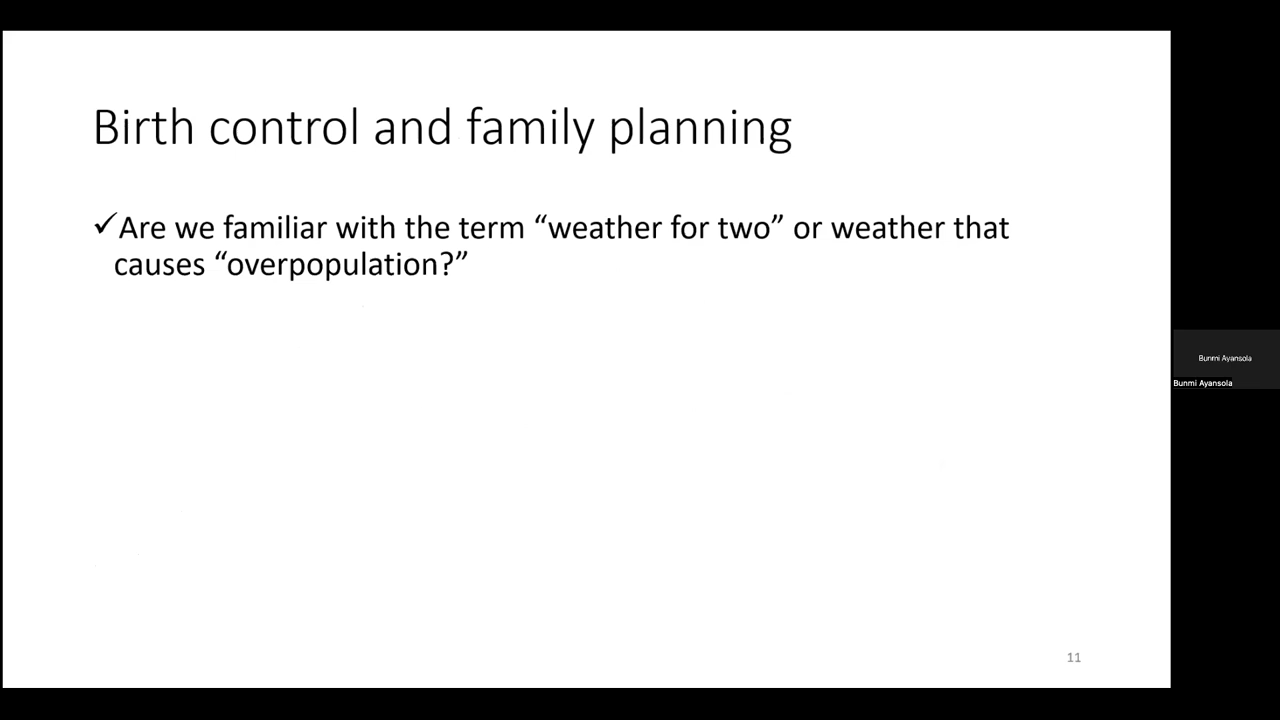 Birth control and family planning
✓Are we familiar with the term “weather for two” or weather that
causes “overpopulation?”
Bunmi Ayansola
Bunmi Ayansola
11